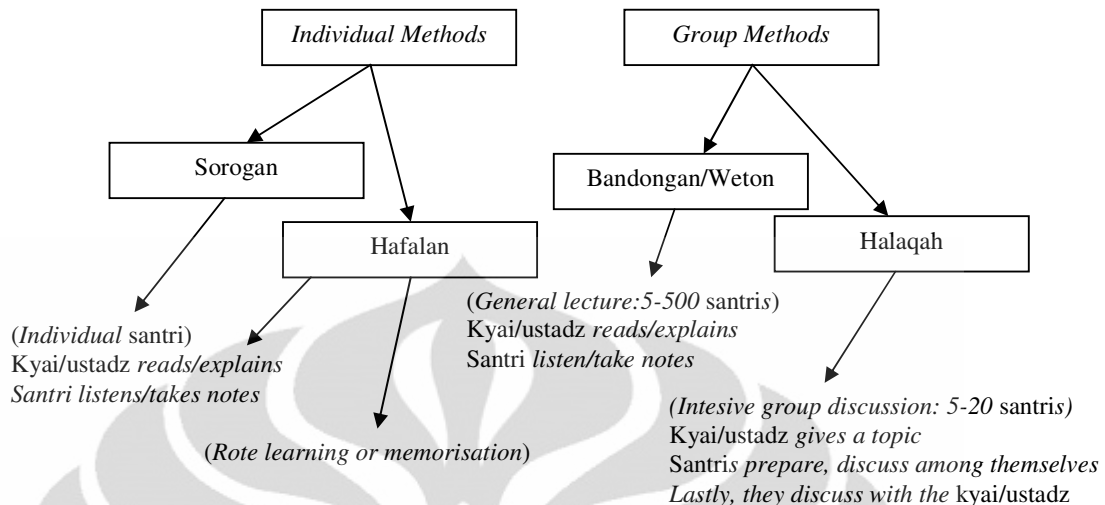 Individual Methods
Group Methods
Sorogan
Bandongan/Weton
Hafalan
Halaqah
(Individual santri)
Kyai/ustadz reads/explains
Santri listens/takes notes
(General lecture:5-500 santris)
Kyai/ustadz reads/explains
Santri listen/take notes
(Rote learning or memorisation)
(Intesive group discussion: 5-20 santris)
Kyai/ustadz gives a topic
Santris prepare, discuss among themselves
Lastly, they discuss with the kyai/ustadz